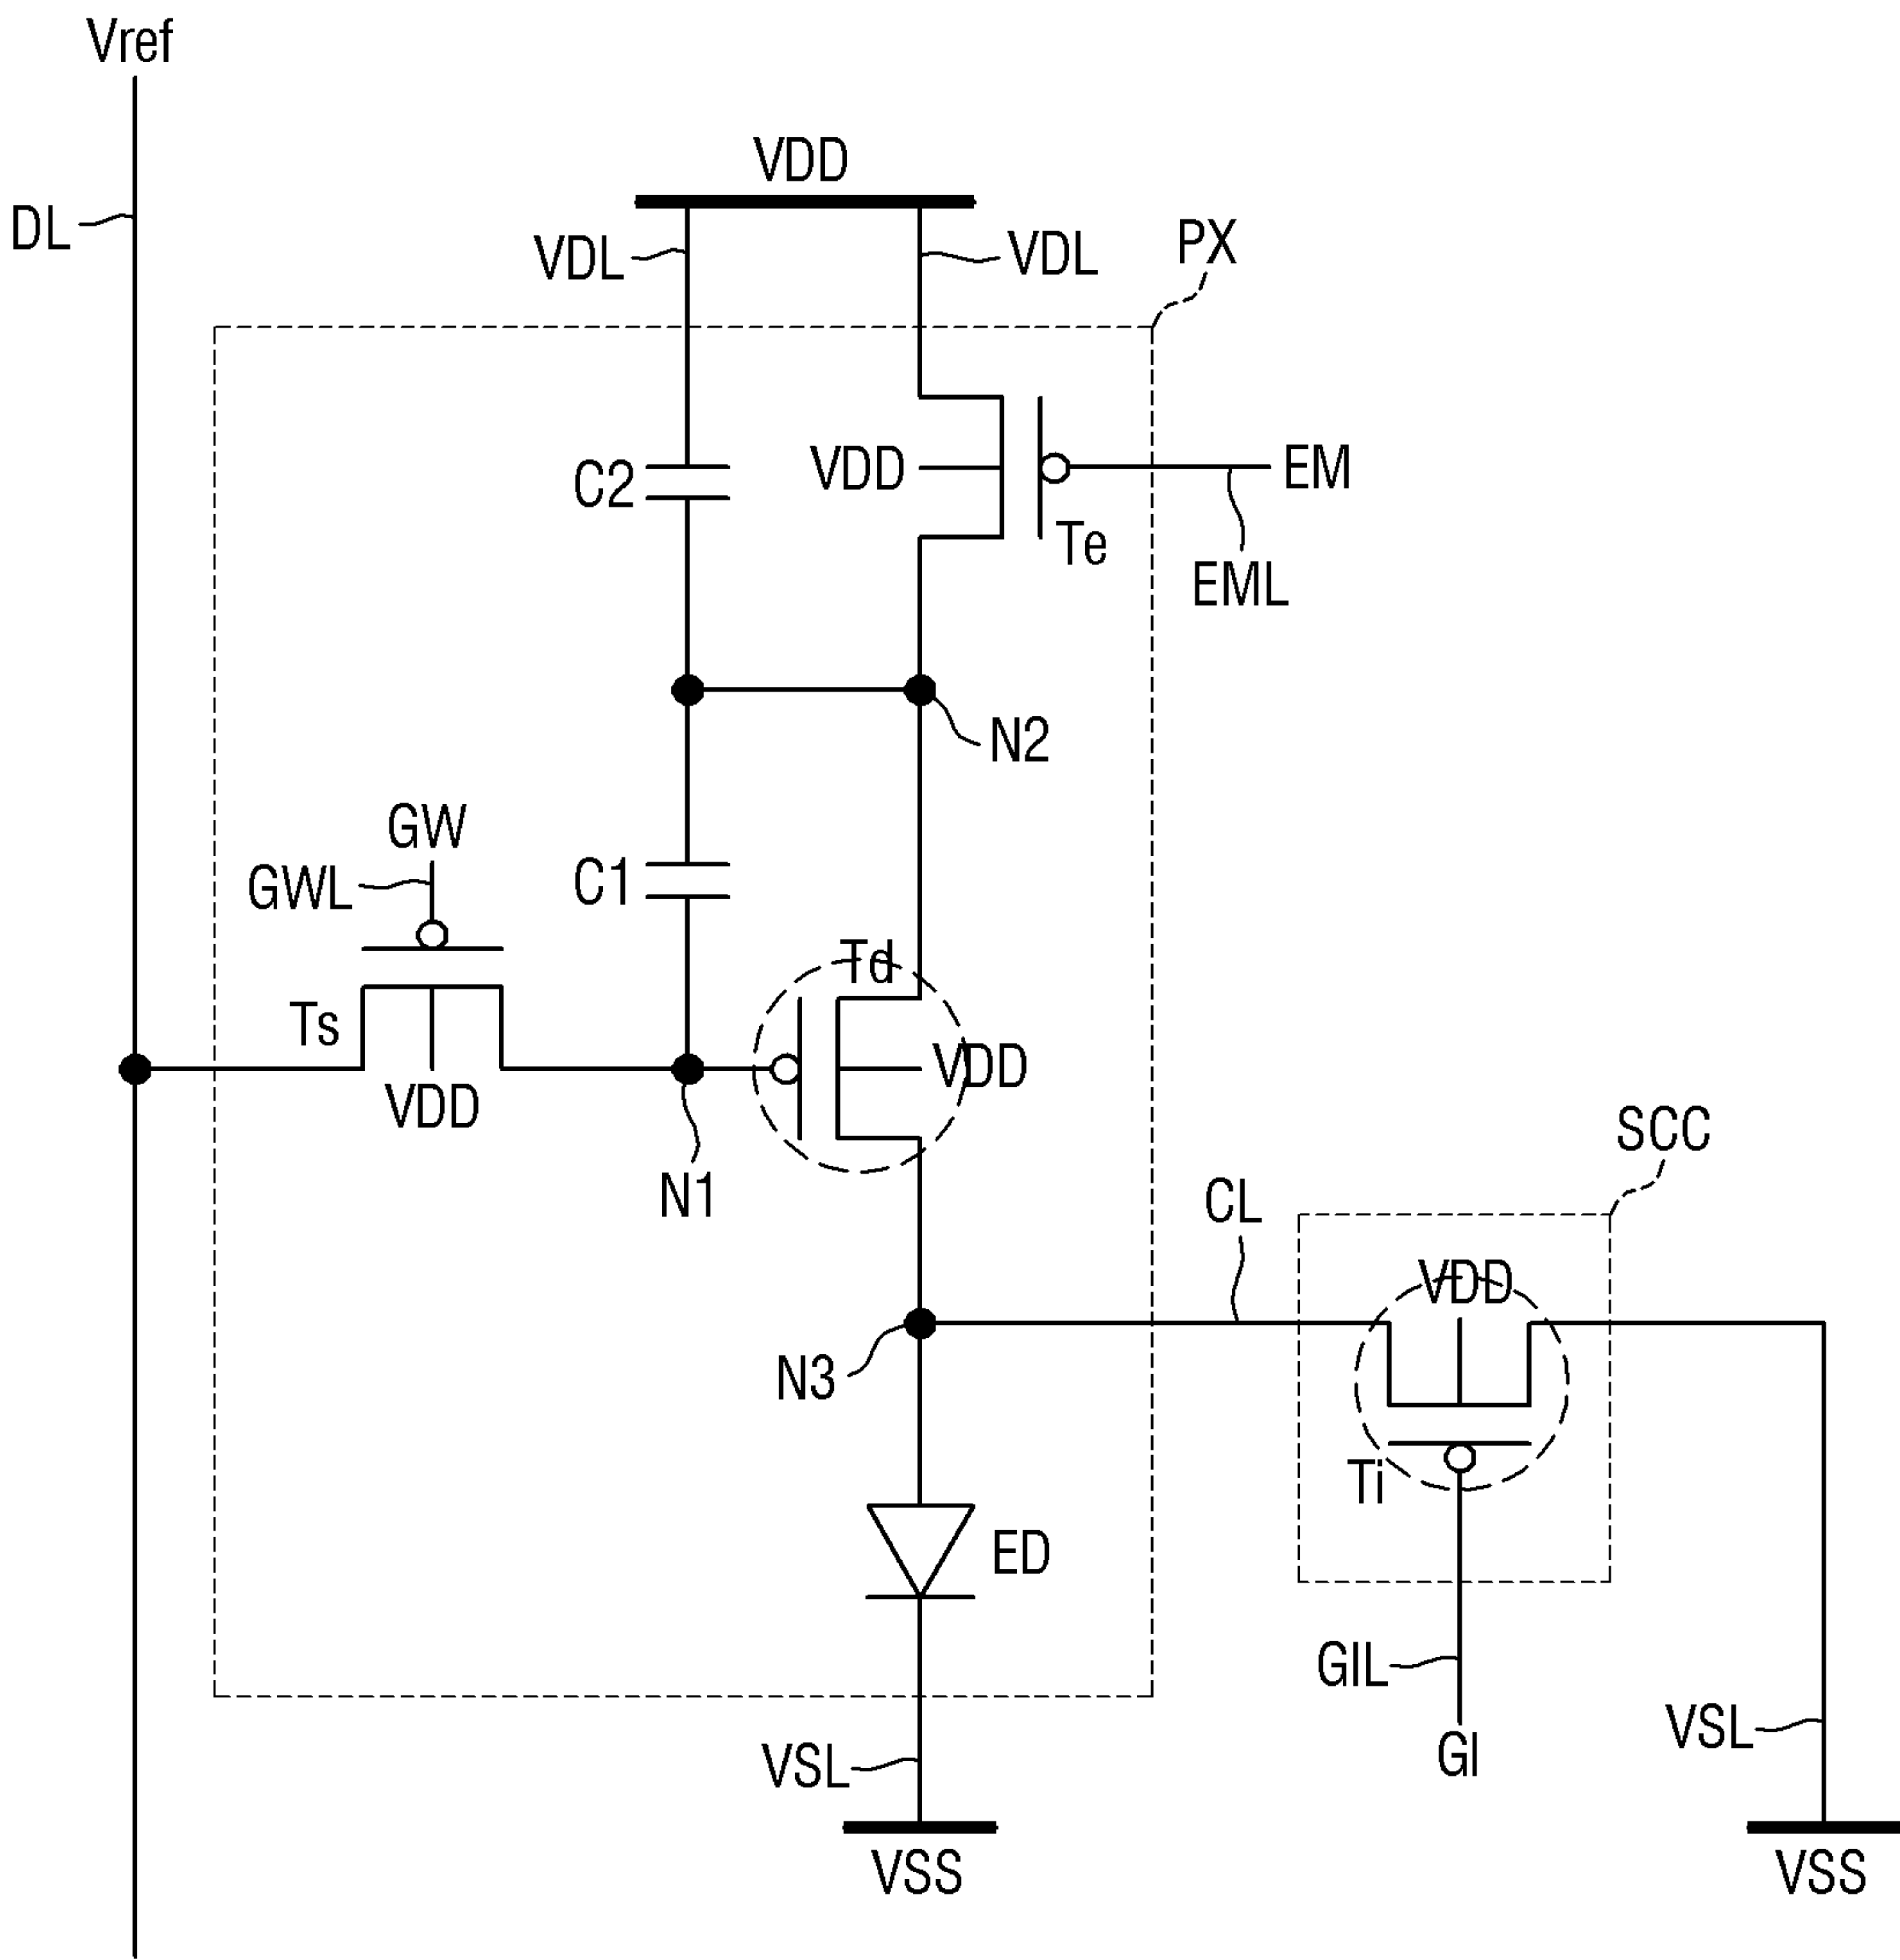 Vref
VDD
DL
VDL
VDL
PX
C2
VDD
EM
Te
EML
N2
GW
GWL
C1
Td
Ts
VDD
VDD
N1
SCC
CL
VDD
N3
Ti
ED
GIL
GI
VSL
VSL
VSS
VSS